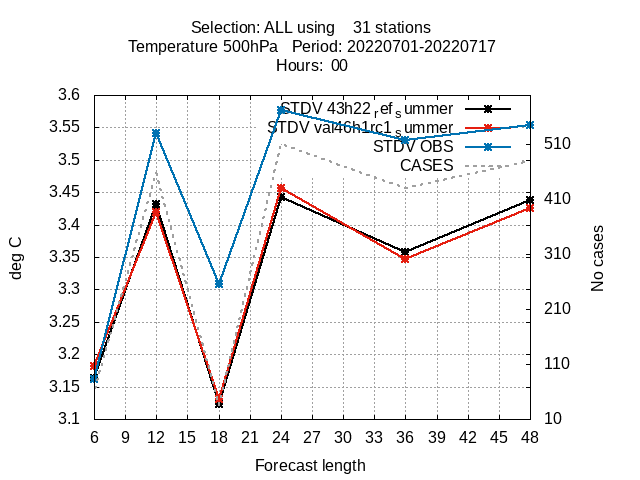 Selection: ALL using    31 stations
Temperature 500hPa   Period: 20220701-20220717
Hours:  00
3.6
3.55
3.5
3.45
3.4
3.35
3.3
3.25
3.2
3.15
3.1
deg C
STDV 43h22_ref_summer
STDV val46h1rc1_summer
STDV OBS
CASES
510
410
310
210
110
10
No cases
6 9 12 15 18 21 24 27 30 33 36 39 42 45 48
Forecast length